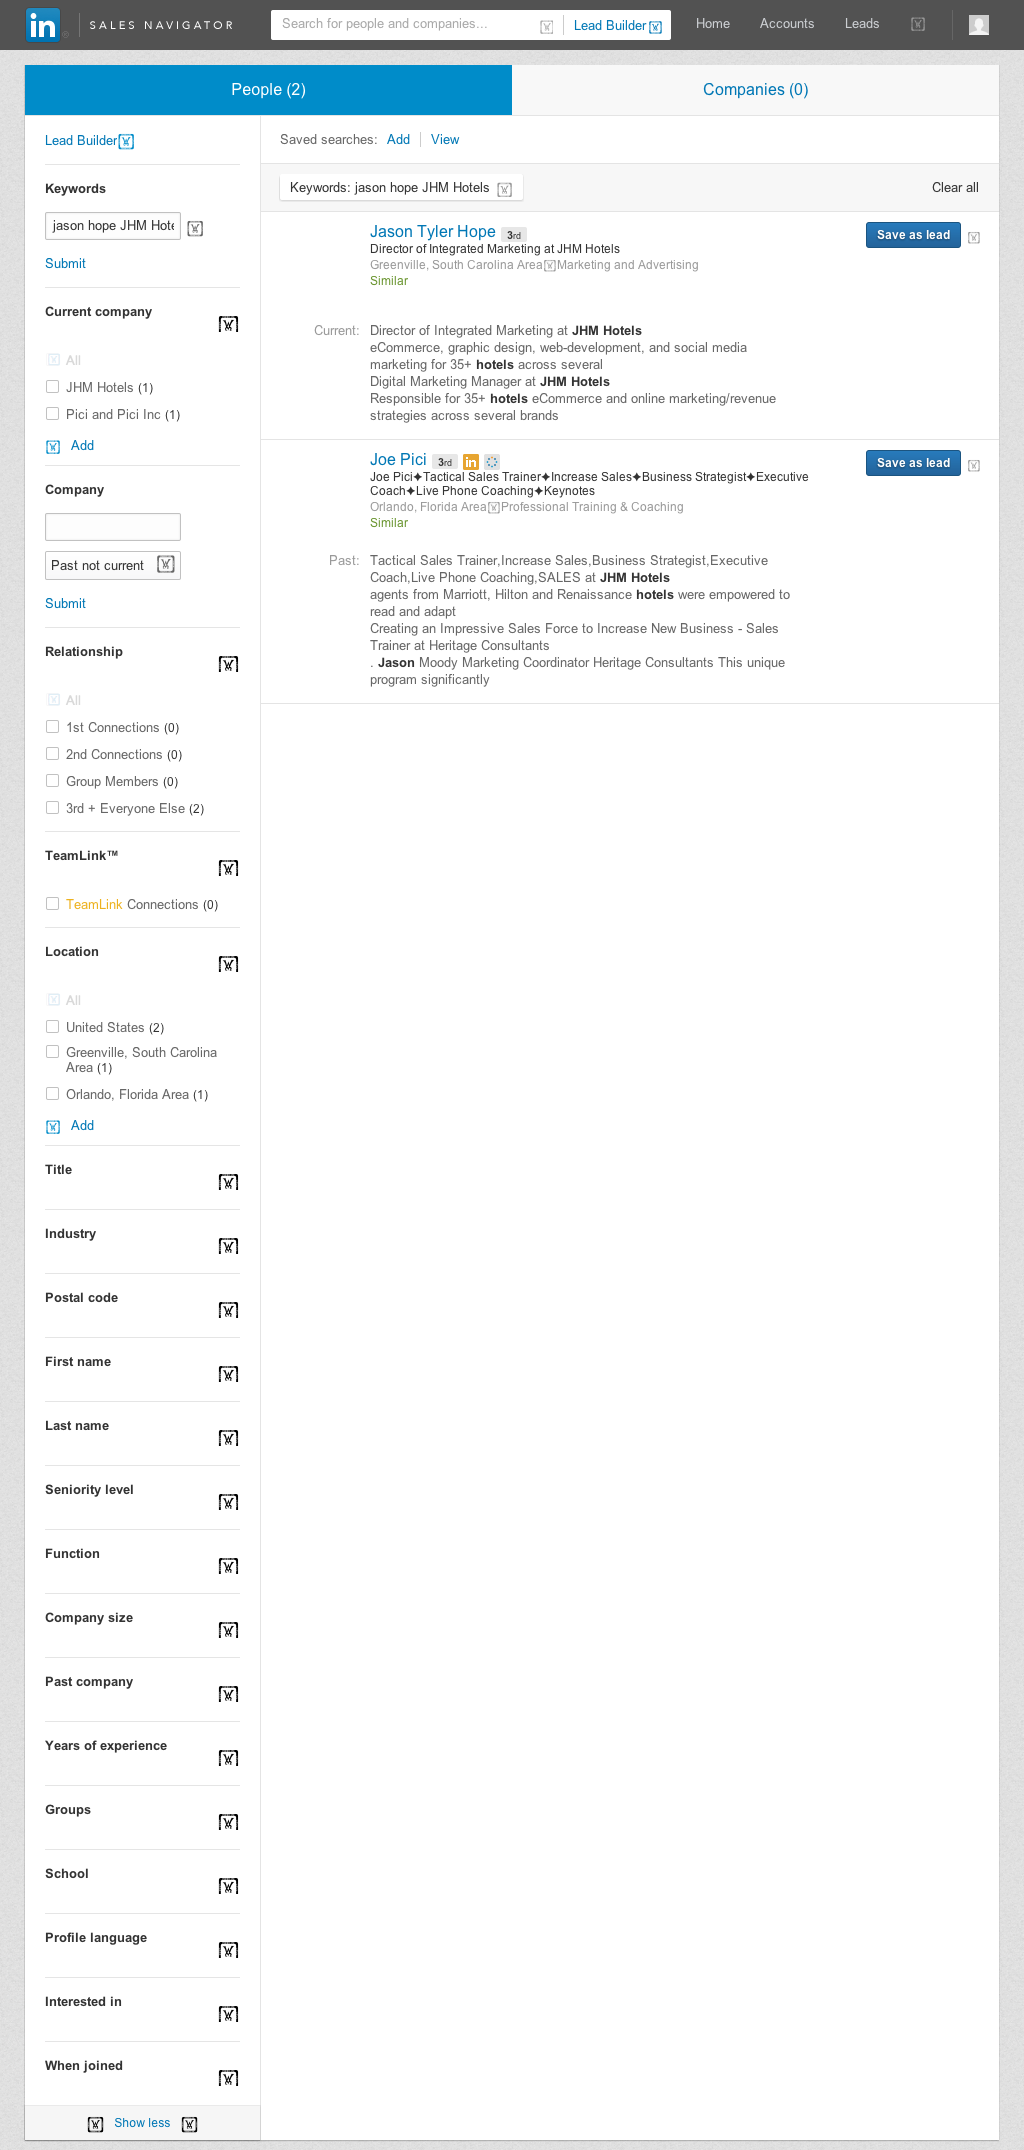 in SALES NAVIGATOR Search for people and companies... Lead Builder Home Accounts Leads
People (2) Companies (0)
Lead Builder
Keywords
jason hope JHM Hote
Submit
Current company
All
JHM Hotels (1)
Pici and Pici Inc (1)
Add
Company
Past not current
Submit
Relationship
All
1st Connections (0)
2nd Connections (0)
Group Members (0)
3rd + Everyone Else (2)
TeamLink™
TeamLink Connections (0)
Location
All
United States (2)
Greenville, South Carolina
Area (1)
Orlando, Florida Area (1)
Add
Title
Industry
Postal code
First name
Last name
Seniority level
Function
Company size
Past company
Years of experience
Groups
School
Profile language
Interested in
When joined
Show less
Saved searches: Add View
Keywords: jason hope JHM Hotels Clear all
Jason Tyler Hope 3rd Save as lead
Director of Integrated Marketing at JHM Hotels
Greenville, South Carolina Area Marketing and Advertising
Similar
Current: Director of Integrated Marketing at JHM Hotels
eCommerce, graphic design, web-development, and social media
marketing for 35+ hotels across several
Digital Marketing Manager at JHM Hotels
Responsible for 35+ hotels eCommerce and online marketing/revenue
strategies across several brands
Joe Pici 3rd in Save as lead
Joe Pici✦Tactical Sales Trainer✦Increase Sales✦Business Strategist✦Executive
Coach✦Live Phone Coaching✦Keynotes
Orlando, Florida Area Professional Training & Coaching
Similar
Past: Tactical Sales Trainer,Increase Sales,Business Strategist,Executive
Coach,Live Phone Coaching,SALES at JHM Hotels
agents from Marriott, Hilton and Renaissance hotels were empowered to
read and adapt
Creating an Impressive Sales Force to Increase New Business - Sales
Trainer at Heritage Consultants
. Jason Moody Marketing Coordinator Heritage Consultants This unique
program significantly